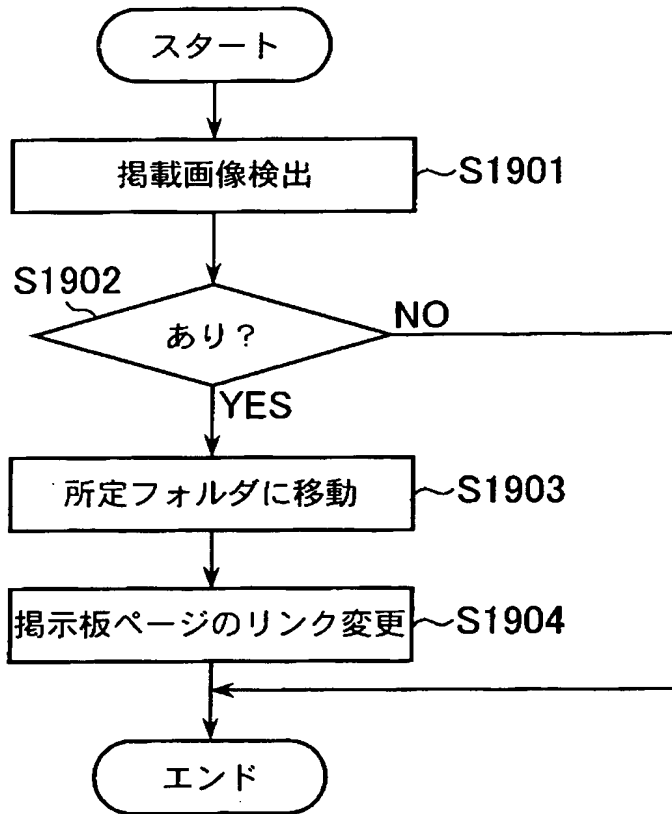 スタート
掲載画像検出
S1901
S1902
あり？
NO
YES
所定フォルダに移動
S1903
掲示板ページのリンク変更
S1904
エンド